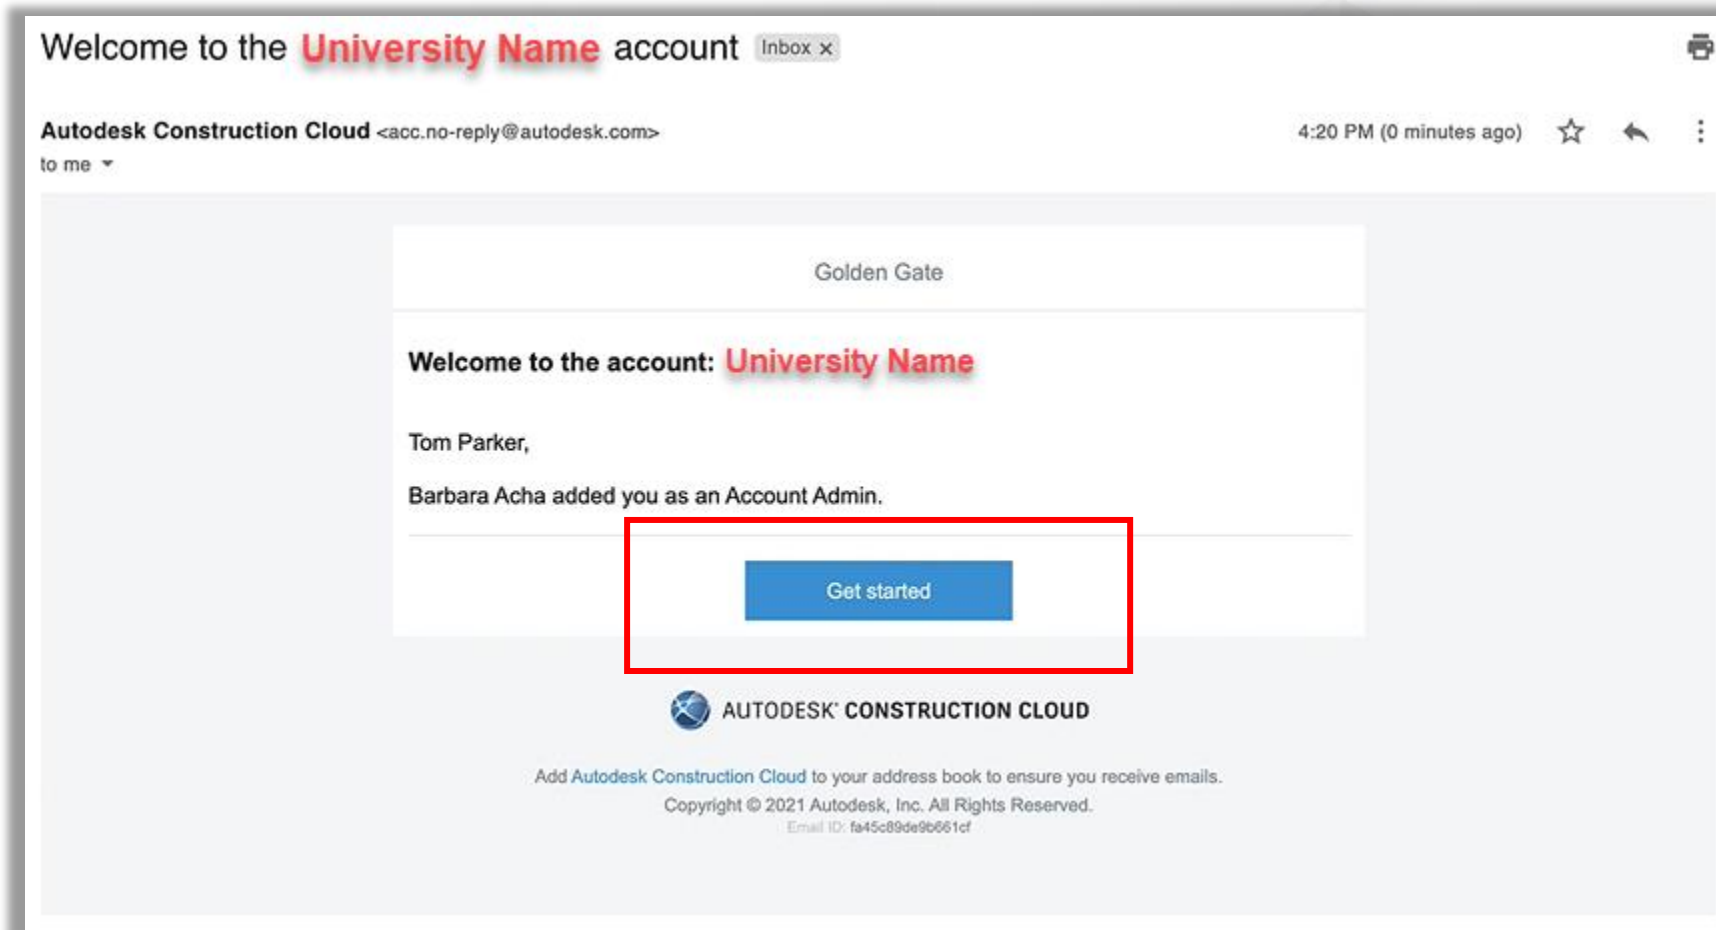 Welcome to the University Name account Inbox x
Autodesk Construction Cloud <acc.no-reply@autodesk.com> 4:20 PM (0 minutes ago)
to me
Golden Gate
Welcome to the account: University Name
Tom Parker,
Barbara Acha added you as an Account Admin.
Get started
AUTODESK® CONSTRUCTION CLOUD
Add Autodesk Construction Cloud to your address book to ensure you receive emails.
Copyright © 2021 Autodesk, Inc. All Rights Reserved.
Email ID: fa45c89de9b661cf